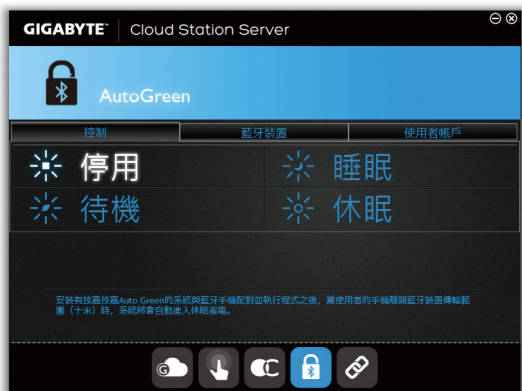 GIGABYTE™ Cloud Station Server
AutoGreen
控制 藍牙裝置 使用者帳戶
停用 睡眠
待機 休眠
安裝有技嘉技嘉Auto Green的系統與藍牙手機配對並執行程式之後，當使用者的手機離開藍牙裝置傳輸範
圍（十米）時，系統將會自動進入休眠省電。
G